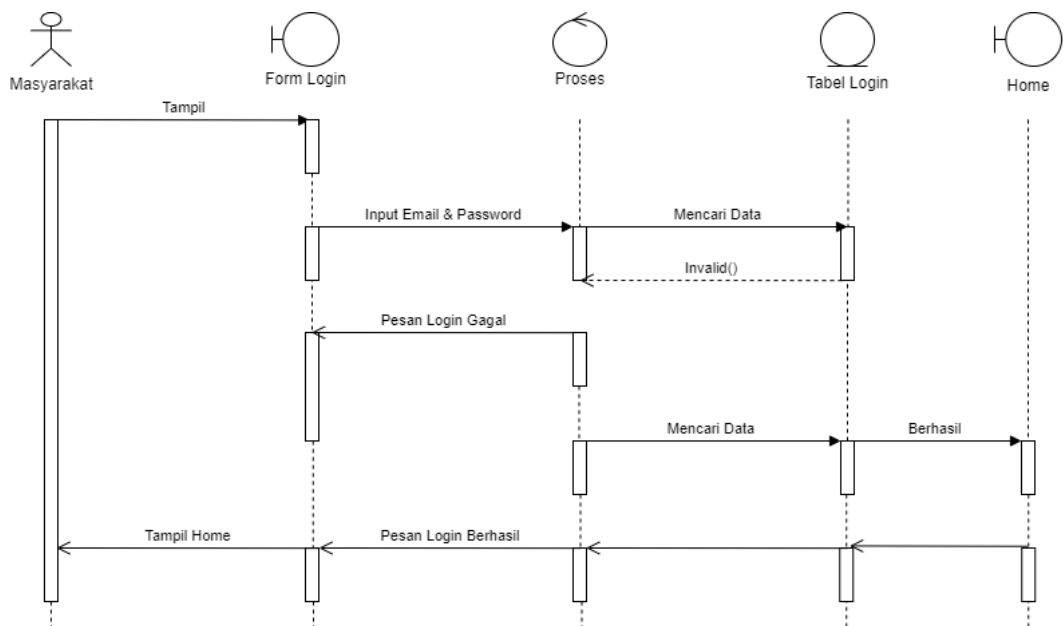 Masyarakat
Form Login
Proses
Tabel Login
Home
Tampil
Input Email & Password
Mencari Data
Invalid()
Pesan Login Gagal
Mencari Data
Berhasil
Tampil Home
Pesan Login Berhasil